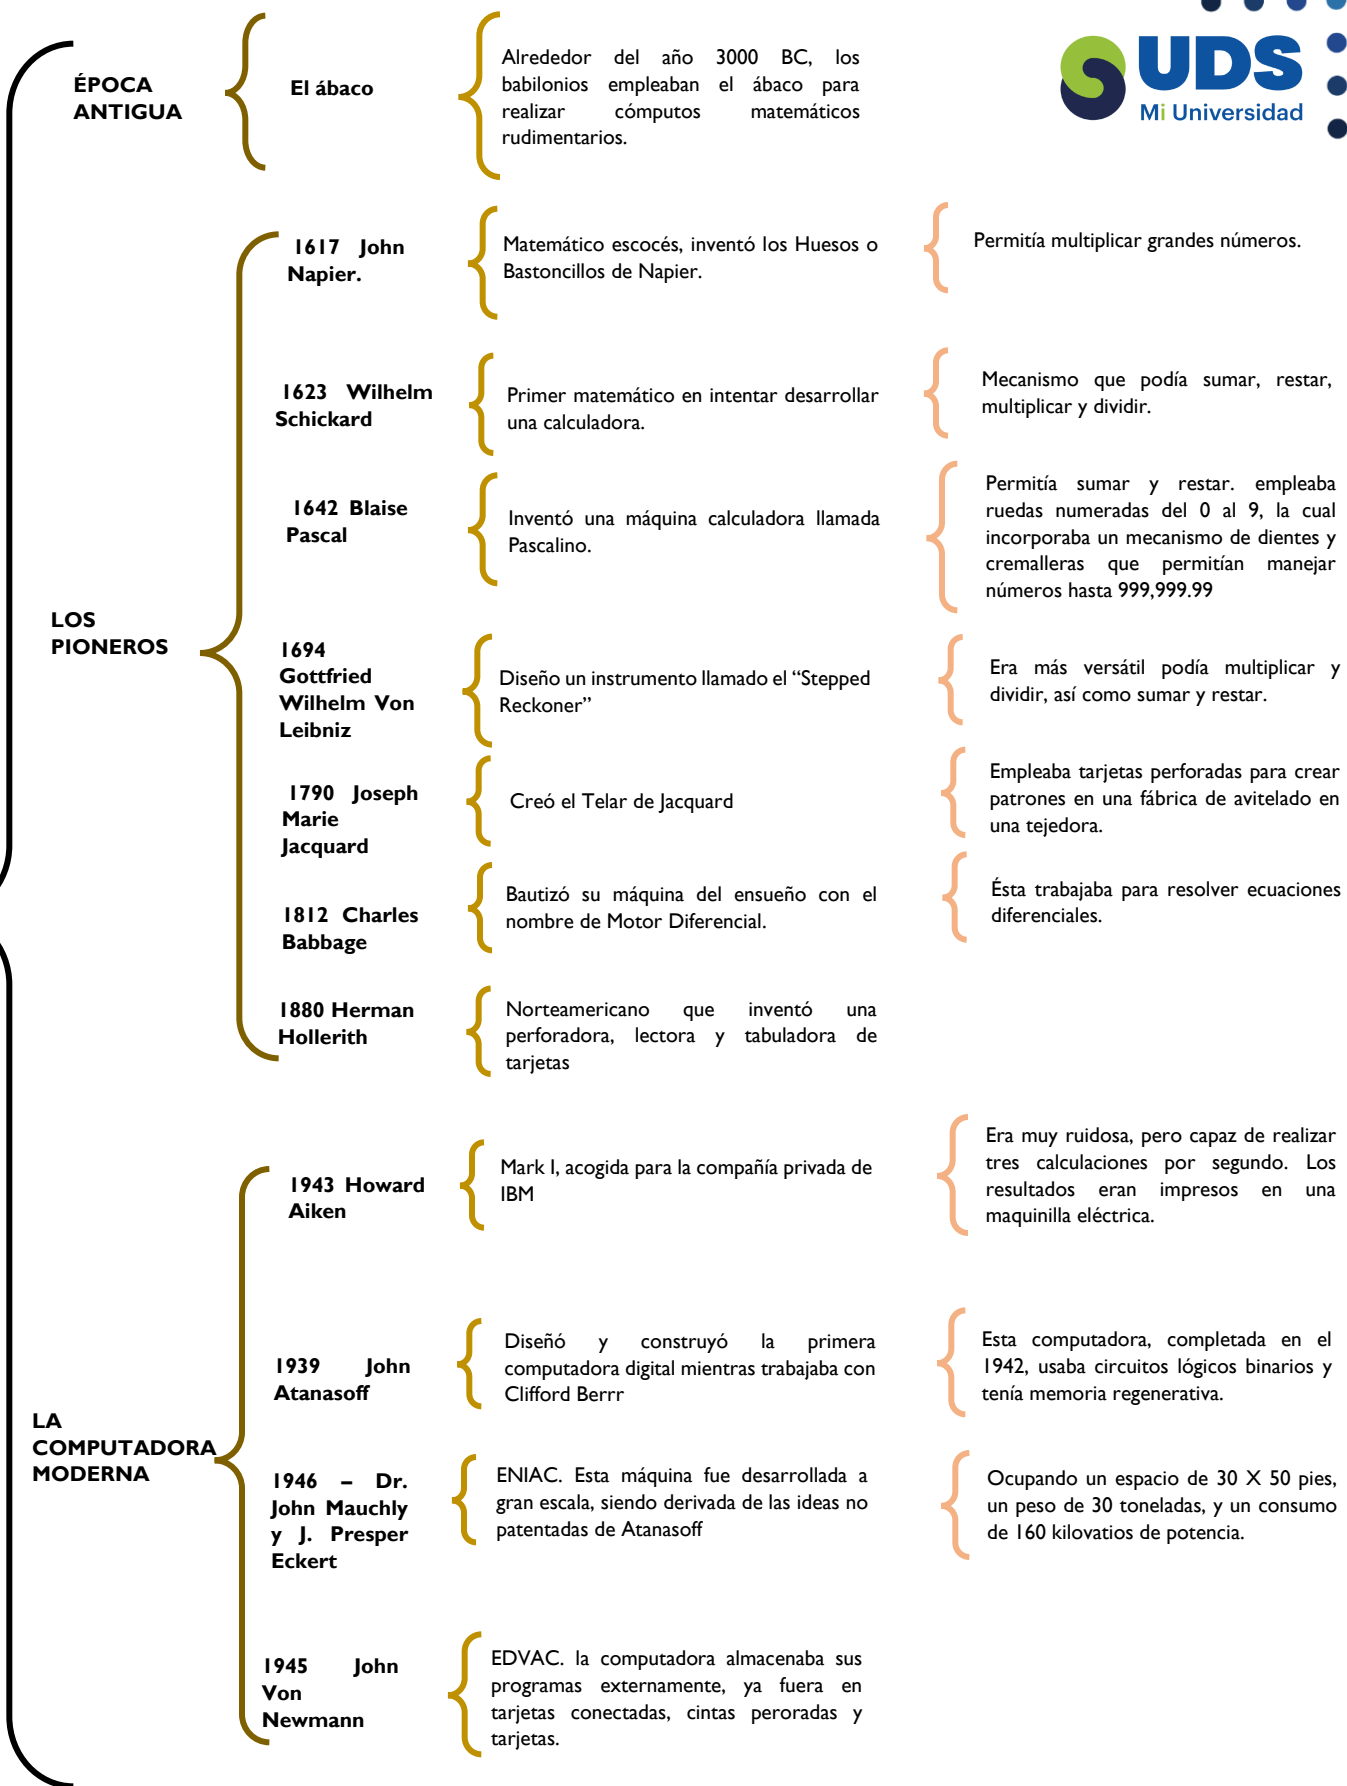 UDS
Mi Universidad
ÉPOCA
ANTIGUA
El ábaco
Alrededor del año 3000 BC, los
babilonios empleaban el ábaco para
realizar cómputos matemáticos
rudimentarios.
LOS
PIONEROS
1617 John
Napier.
Matemático escocés, inventó los Huesos o
Bastoncillos de Napier.
Permitía multiplicar grandes números.
1623 Wilhelm
Schickard
Primer matemático en intentar desarrollar
una calculadora.
Mecanismo que podía sumar, restar,
multiplicar y dividir.
1642 Blaise
Pascal
Inventó una máquina calculadora llamada
Pascalino.
Permitía sumar y restar. empleaba
ruedas numeradas del 0 al 9, la cual
incorporaba un mecanismo de dientes y
cremalleras que permitían manejar
números hasta 999,999.99
1694
Gottfried
Wilhelm Von
Leibniz
Diseño un instrumento llamado el “Stepped
Reckoner”
Era más versátil podía multiplicar y
dividir, así como sumar y restar.
1790 Joseph
Marie
Jacquard
Creó el Telar de Jacquard
Empleaba tarjetas perforadas para crear
patrones en una fábrica de avitelado en
una tejedora.
1812 Charles
Babbage
Bautizó su máquina del ensueño con el
nombre de Motor Diferencial.
Ésta trabajaba para resolver ecuaciones
diferenciales.
1880 Herman
Hollerith
Norteamericano que inventó una
perforadora, lectora y tabuladora de
tarjetas
LA
COMPUTADORA
MODERNA
1943 Howard
Aiken
Mark I, acogida para la compañía privada de
IBM
Era muy ruidosa, pero capaz de realizar
tres calculaciones por segundo. Los
resultados eran impresos en una
maquinilla eléctrica.
1939 John
Atanasoff
Diseñó y construyó la primera
computadora digital mientras trabajaba con
Clifford Berrr
Esta computadora, completada en el
1942, usaba circuitos lógicos binarios y
tenía memoria regenerativa.
1946 – Dr.
John Mauchly
y J. Presper
Eckert
ENIAC. Esta máquina fue desarrollada a
gran escala, siendo derivada de las ideas no
patentadas de Atanasoff
Ocupando un espacio de 30 X 50 pies,
un peso de 30 toneladas, y un consumo
de 160 kilovatios de potencia.
1945 John
Von
Newmann
EDVAC. la computadora almacenaba sus
programas externamente, ya fuera en
tarjetas conectadas, cintas peroradas y
tarjetas.